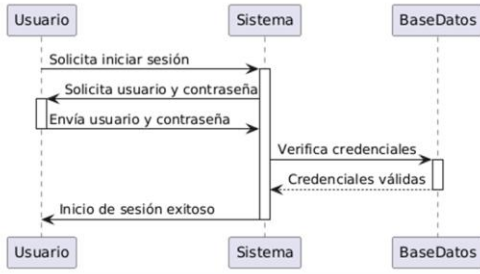 Usuario
Sistema
BaseDatos
Solicita iniciar sesión
Solicita usuario y contraseña
Envía usuario y contraseña
Verifica credenciales
Credenciales válidas
Inicio de sesión exitoso
Usuario
Sistema
BaseDatos